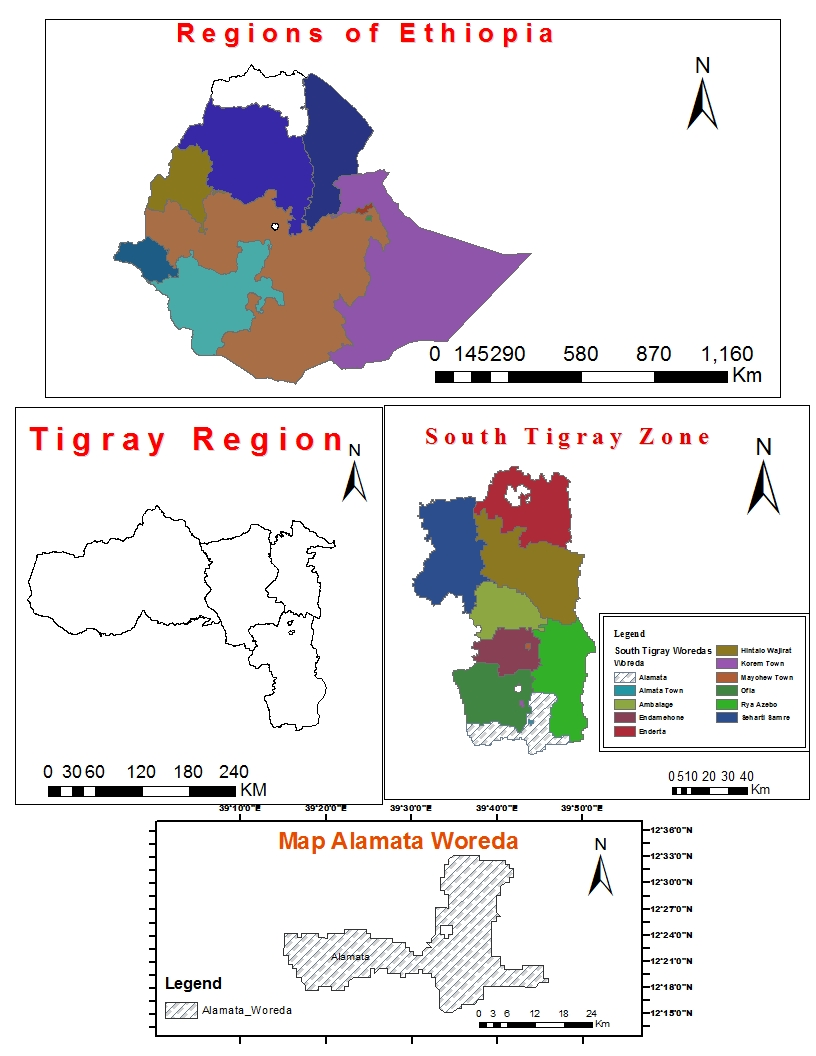 Regions of Ethiopia
N
0 145290 580 870 1,160
Km
Tigray Region
N
0 30 60 120 180 240
KM
South Tigray Zone
N
Legend
South Tigray Woredas
Woreda
Alamata
Almata Town
Ambalage
Endamehone
Enderta
Hintalo Wajirat
Korem Town
Mayohew Town
Ofla
Rya Azebo
Seharti Samre
0 510 20 30 40
Km
39°10'0"E 39°20'0"E 39°30'0"E 39°40'0"E 39°50'0"E
Map Alamata Woreda
N
12°36'0"N
12°33'0"N
12°30'0"N
12°27'0"N
12°24'0"N
12°21'0"N
12°18'0"N
12°15'0"N
Alamata
Legend
Alamata_Woreda
0 3 6 12 18 24
Km